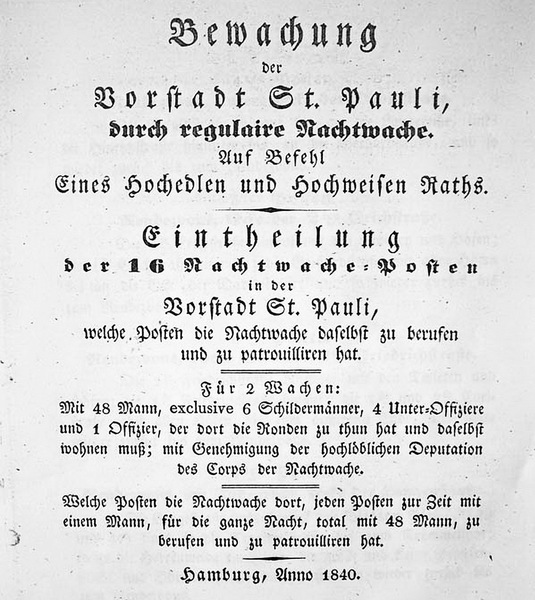 Bewachung
der
Vorstadt St. Pauli,
durch regulaire Nachtwache.
Auf Befehl
Eines Hochedlen und Hochweisen Raths.
Eintheilung
der 16 Nachtwache-Posten
in der
Vorstadt St. Pauli,
welche Posten die Nachtwache daselbst zu berufen
und zu patrouilliren hat.
Für 2 Wachen:
Mit 48 Mann, exclusive 6 Schildermänner, 4 Unter-Offiziere
und 1 Offizier, der dort die Ronden zu thun hat und daselbst
wohnen muß; mit Genehmigung der hochlöblichen Deputation
des Corps der Nachtwache.
Welche Posten die Nachtwache dort, jeden Posten zur Zeit mit
einem Mann, für die ganze Nacht, total mit 48 Mann, zu
berufen und zu patrouilliren hat.
Hamburg, Anno 1840.